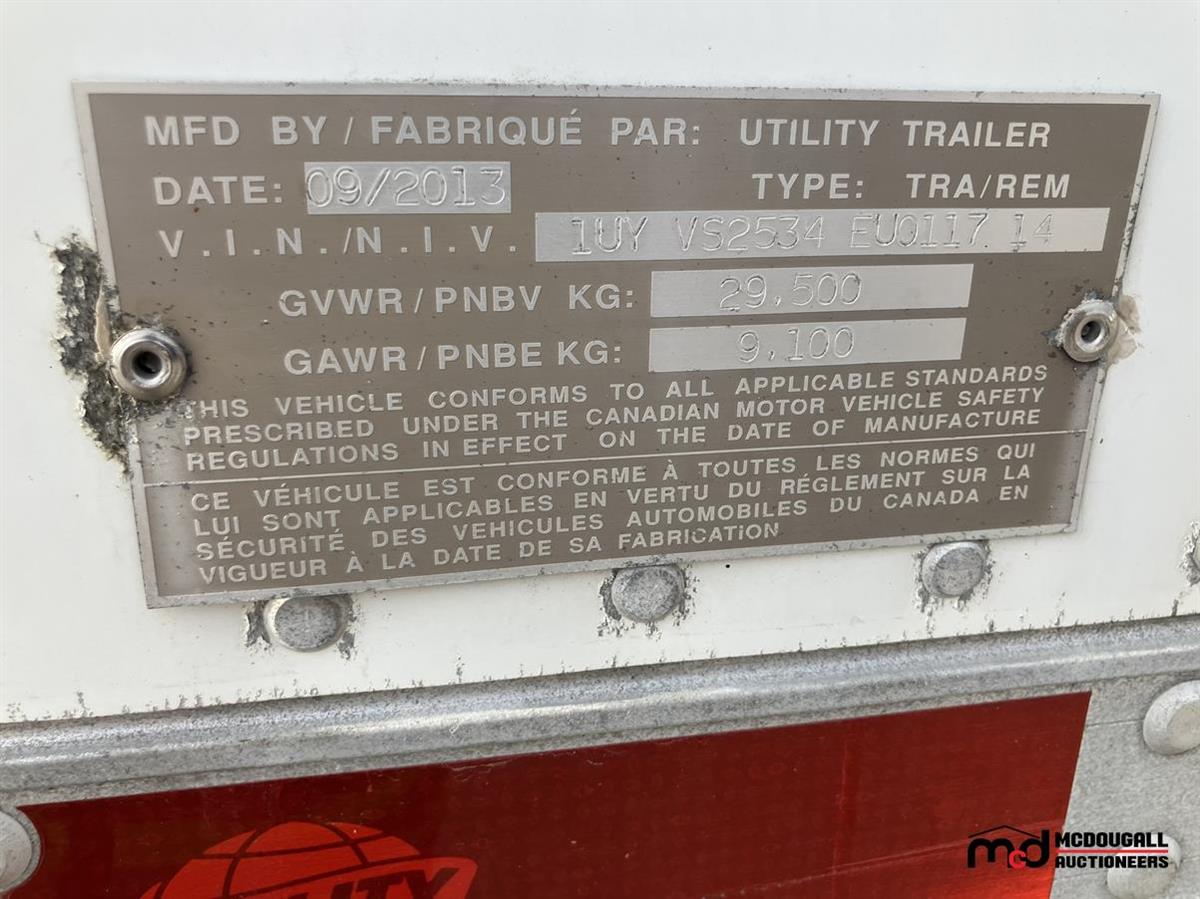 MFD BY / FABRIQUÉ PAR: UTILITY TRAILER
DATE: 09/2013 TYPE: TRA/REM
V.I.N./N.I.V. 1UY VS2534 EU0117 14
GVWR / PNBV KG: 29,500
GAWR / PNBE KG: 9,100
THIS VEHICLE CONFORMS TO ALL APPLICABLE STANDARDS
PRESCRIBED UNDER THE CANADIAN MOTOR VEHICLE SAFETY
REGULATIONS IN EFFECT ON THE DATE OF MANUFACTURE
CE VÉHICULE EST CONFORME À TOUTES LES NORMES QUI
LUI SONT APPLICABLES EN VERTU DU RÉGLEMENT SUR LA
SÉCURITÉ DES VEHICULES AUTOMOBILES DU CANADA EN
VIGUEUR À LA DATE DE SA FABRICATION
mcd MCDOUGALL
AUCTIONEERS